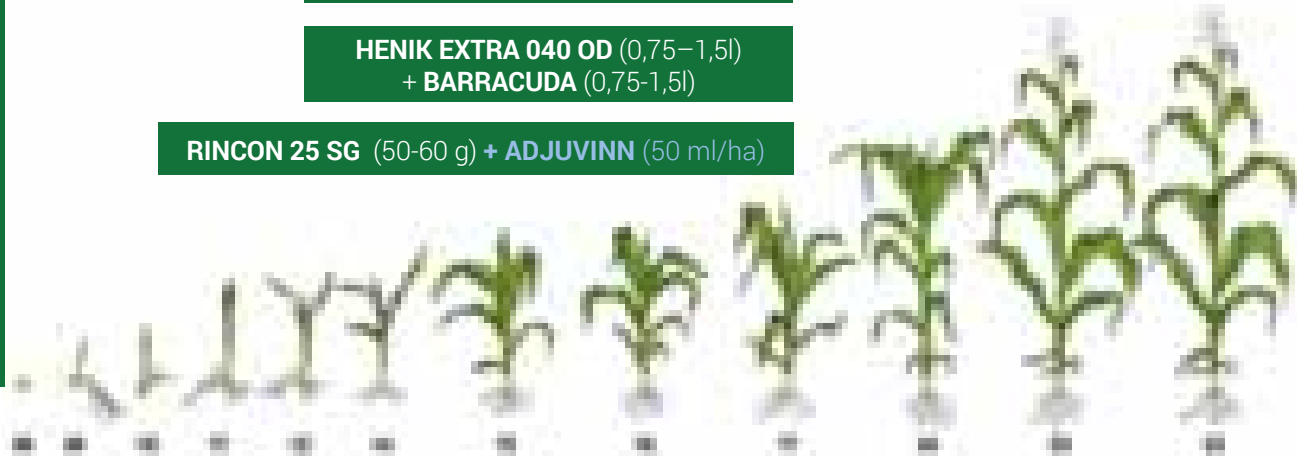 HENIK EXTRA 040 OD (0,75–1,5l)
+ BARRACUDA (0,75-1,5l)
RINCON 25 SG (50-60 g) + ADJUVINN (50 ml/ha)